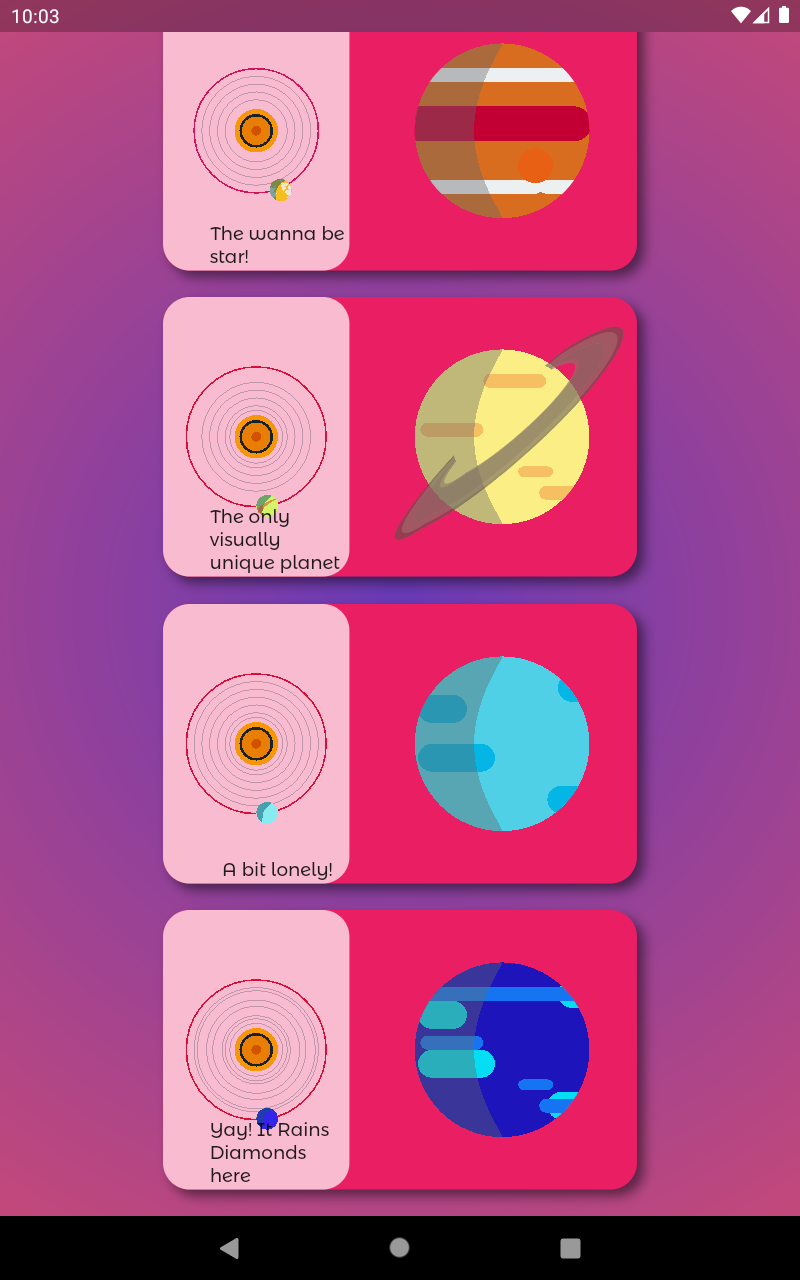 10:03
The wanna be
star!
The only
visually
unique planet
A bit lonely!
Yay! It Rains
Diamonds
here